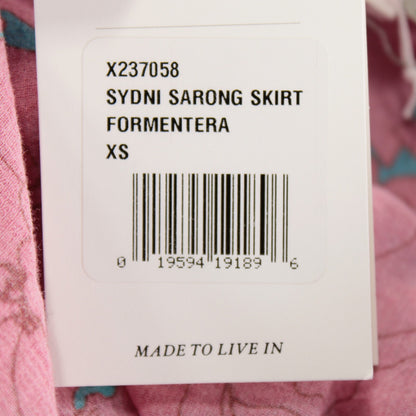 X237058
SYDNI SARONG SKIRT
FORMENTERA
XS
0 19594 19189 6
MADE TO LIVE IN